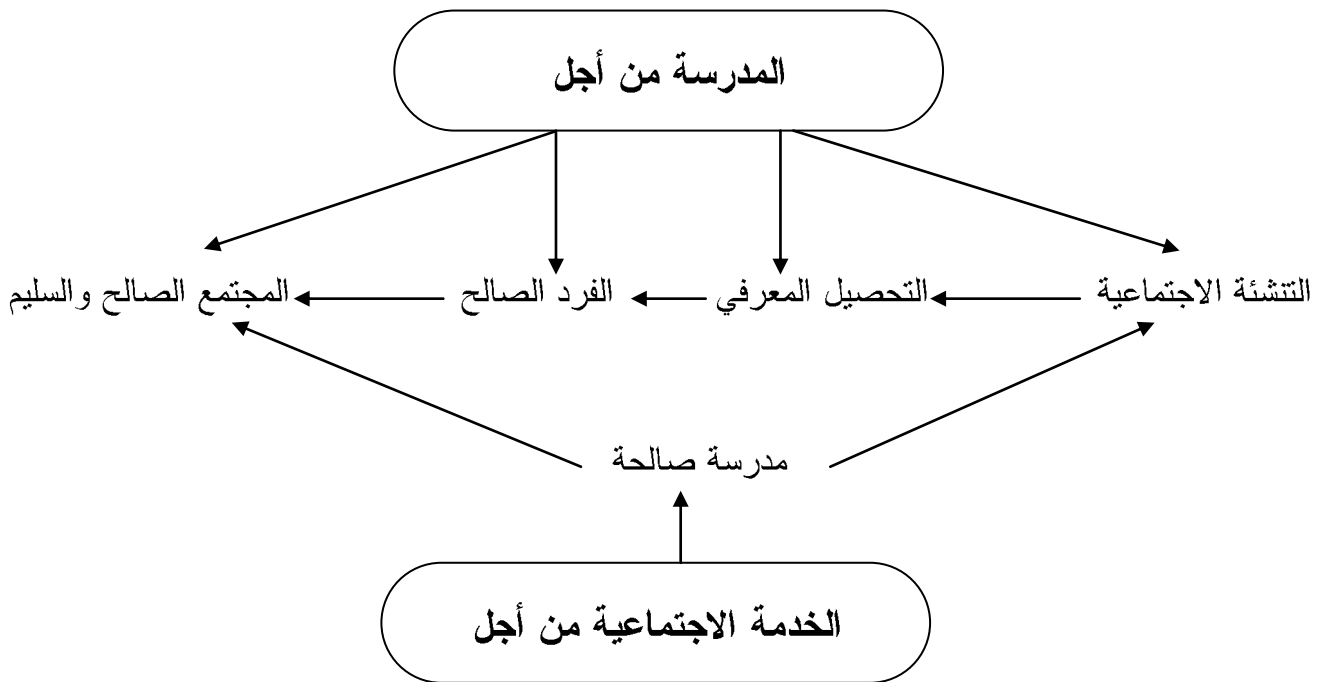 المدرسة من أجل
التنشئة الاجتماعية
التحصيل المعرفي
الفرد الصالح
المجتمع الصالح والسليم
مدرسة صالحة
الخدمة الاجتماعية من أجل